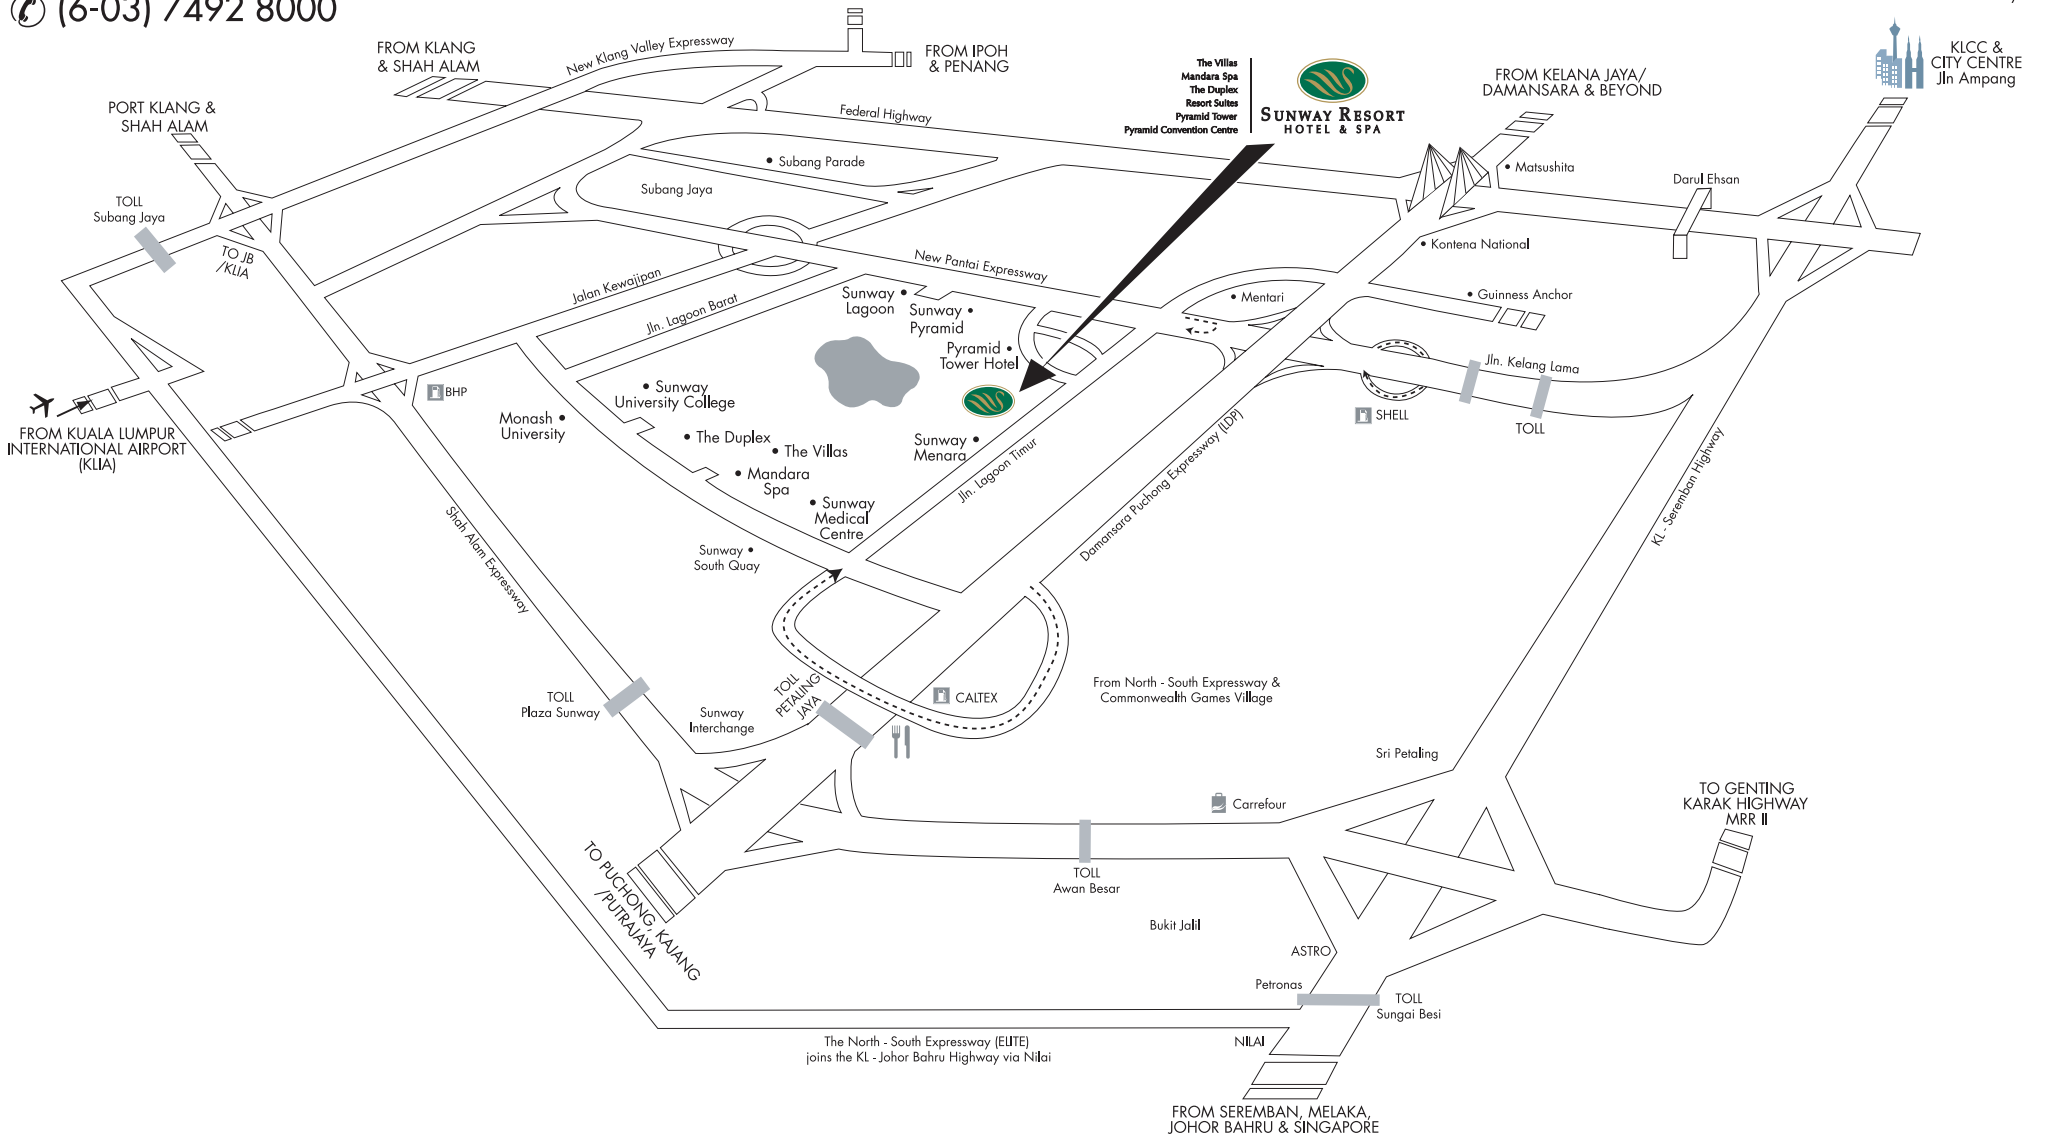 (6-03) 7492 8000
FROM KLANG
& SHAH ALAM
New Klang Valley Expressway
FROM IPOH
& PENANG
The Villas
Mandara Spa
The Duplex
Resort Suites
Pyramid Tower
Pyramid Convention Centre
SUNWAY RESORT
HOTEL & SPA
FROM KELANA JAYA/
DAMANSARA & BEYOND
KLCC &
CITY CENTRE
Jln Ampang
PORT KLANG &
SHAH ALAM
Federal Highway
Subang Parade
Subang Jaya
Matsushita
Darul Ehsan
TOLL
Subang Jaya
TO JB
/KLIA
Kontena National
New Pantai Expressway
Jalan Kewajipan
Jln. Lagoon Barat
Sunway
Lagoon
Sunway
Pyramid
Pyramid
Tower Hotel
Mentari
Guinness Anchor
Jln. Kelang Lama
BHP
Sunway
University College
Monash
University
SHELL
TOLL
FROM KUALA LUMPUR
INTERNATIONAL AIRPORT
(KLIA)
The Duplex
The Villas
Mandara
Spa
Sunway
Menara
Jln. Lagoon Timur
Damansara Puchong Expressway (LDP)
KL - Seremban Highway
Sunway
Medical
Centre
Shah Alam Expressway
Sunway
South Quay
TOLL
Plaza Sunway
Sunway
Interchange
TOLL
PETALING
JAYA
CALTEX
From North - South Expressway &
Commonwealth Games Village
Sri Petaling
Carrefour
TO GENTING
KARAK HIGHWAY
MRR II
TO PUCHONG, KAJANG
/PUTRAJAYA
TOLL
Awan Besar
Bukit Jalil
ASTRO
Petronas
TOLL
Sungai Besi
The North - South Expressway (ELITE)
joins the KL - Johor Bahru Highway via Nilai
NILAI
FROM SEREMBAN, MELAKA,
JOHOR BAHRU & SINGAPORE